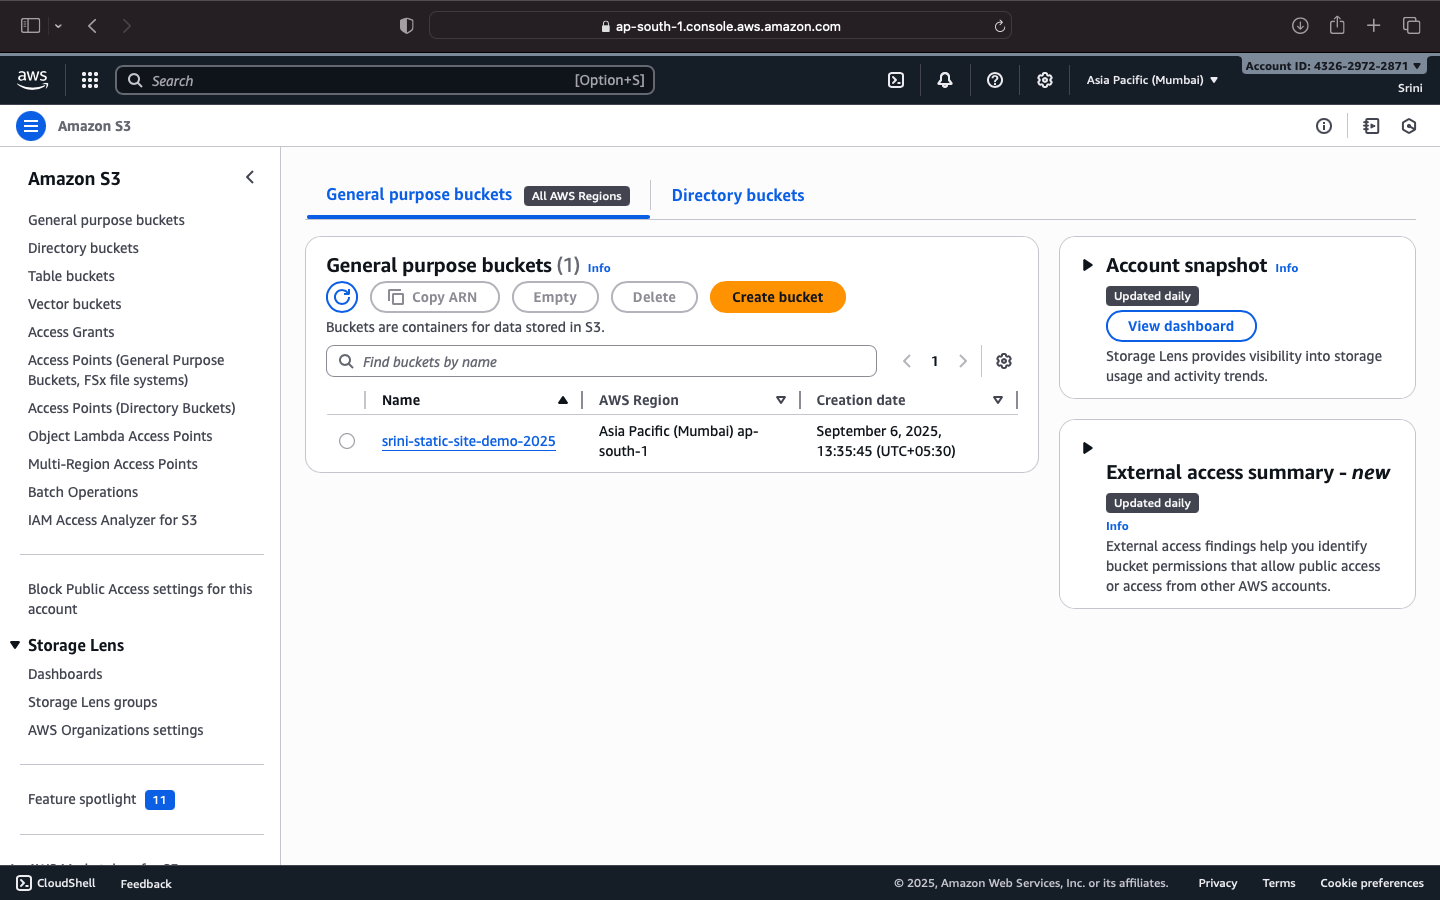 ap-south-1.console.aws.amazon.com
aws
Search
[Option+S]
Asia Pacific (Mumbai)
Account ID: 4326-2972-2871
Srini
Amazon S3
Amazon S3
General purpose buckets
Directory buckets
Table buckets
Vector buckets
Access Grants
Access Points (General Purpose
Buckets, FSx file systems)
Access Points (Directory Buckets)
Object Lambda Access Points
Multi-Region Access Points
Batch Operations
IAM Access Analyzer for S3
Block Public Access settings for this
account
Storage Lens
Dashboards
Storage Lens groups
AWS Organizations settings
Feature spotlight 11
General purpose buckets All AWS Regions
Directory buckets
General purpose buckets (1) Info
Copy ARN
Empty
Delete
Create bucket
Buckets are containers for data stored in S3.
Find buckets by name
1
Name
AWS Region
Creation date
srini-static-site-demo-2025
Asia Pacific (Mumbai) ap-
south-1
September 6, 2025,
13:35:45 (UTC+05:30)
Account snapshot Info
Updated daily
View dashboard
Storage Lens provides visibility into storage
usage and activity trends.
External access summary - new
Updated daily
Info
External access findings help you identify
bucket permissions that allow public access
or access from other AWS accounts.
CloudShell
Feedback
© 2025, Amazon Web Services, Inc. or its affiliates.
Privacy
Terms
Cookie preferences